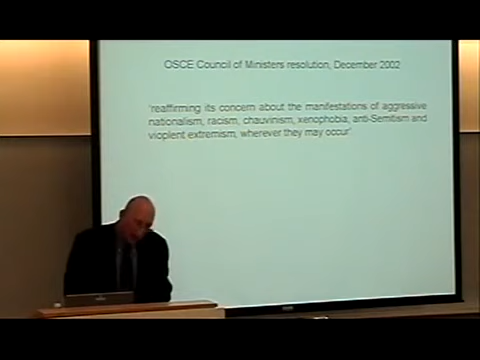 OSCE Council of Ministers resolution, December 2002
'reaffirming its concern about the manifestations of aggressive
nationalism, racism, chauvinism, xenophobia, anti-Semitism and
vioplent extremism, wherever they may occur'